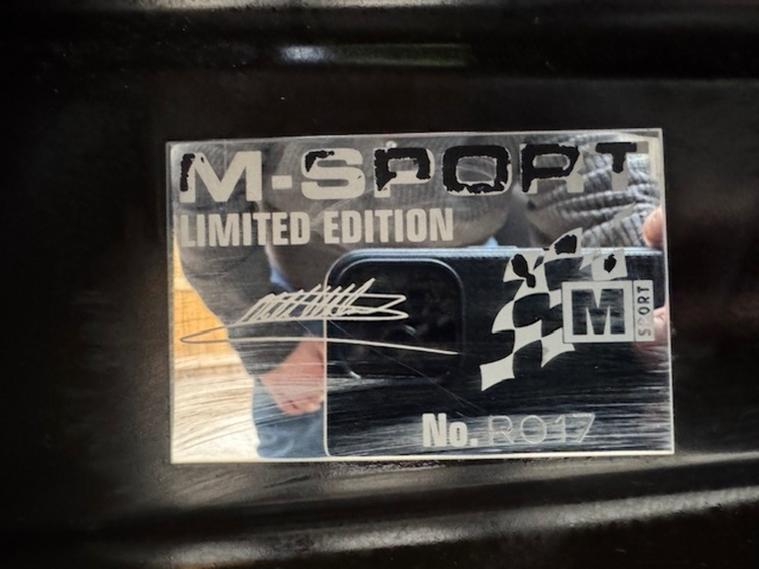 M-SPORT
LIMITED EDITION
M SPORT
No. R017